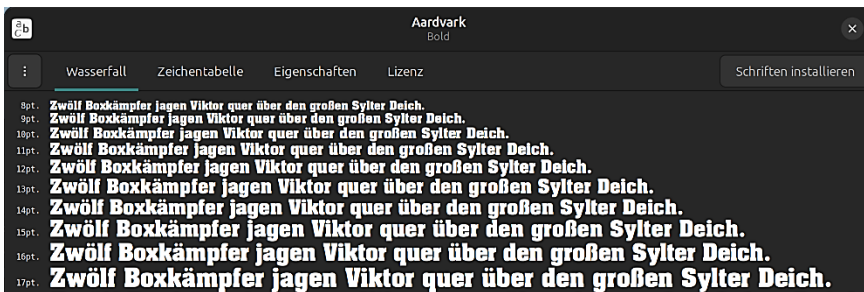 a
c b
Aardvark
Bold
Wasserfall Zeichentabelle Eigenschaften Lizenz Schriften installieren
8pt. Zwölf Boxkämpfer jagen Viktor quer über den großen Sylter Deich.
9pt. Zwölf Boxkämpfer jagen Viktor quer über den großen Sylter Deich.
10pt. Zwölf Boxkämpfer jagen Viktor quer über den großen Sylter Deich.
11pt. Zwölf Boxkämpfer jagen Viktor quer über den großen Sylter Deich.
12pt. Zwölf Boxkämpfer jagen Viktor quer über den großen Sylter Deich.
13pt. Zwölf Boxkämpfer jagen Viktor quer über den großen Sylter Deich.
14pt. Zwölf Boxkämpfer jagen Viktor quer über den großen Sylter Deich.
15pt. Zwölf Boxkämpfer jagen Viktor quer über den großen Sylter Deich.
16pt. Zwölf Boxkämpfer jagen Viktor quer über den großen Sylter Deich.
17pt. Zwölf Boxkämpfer jagen Viktor quer über den großen Sylter Deich.